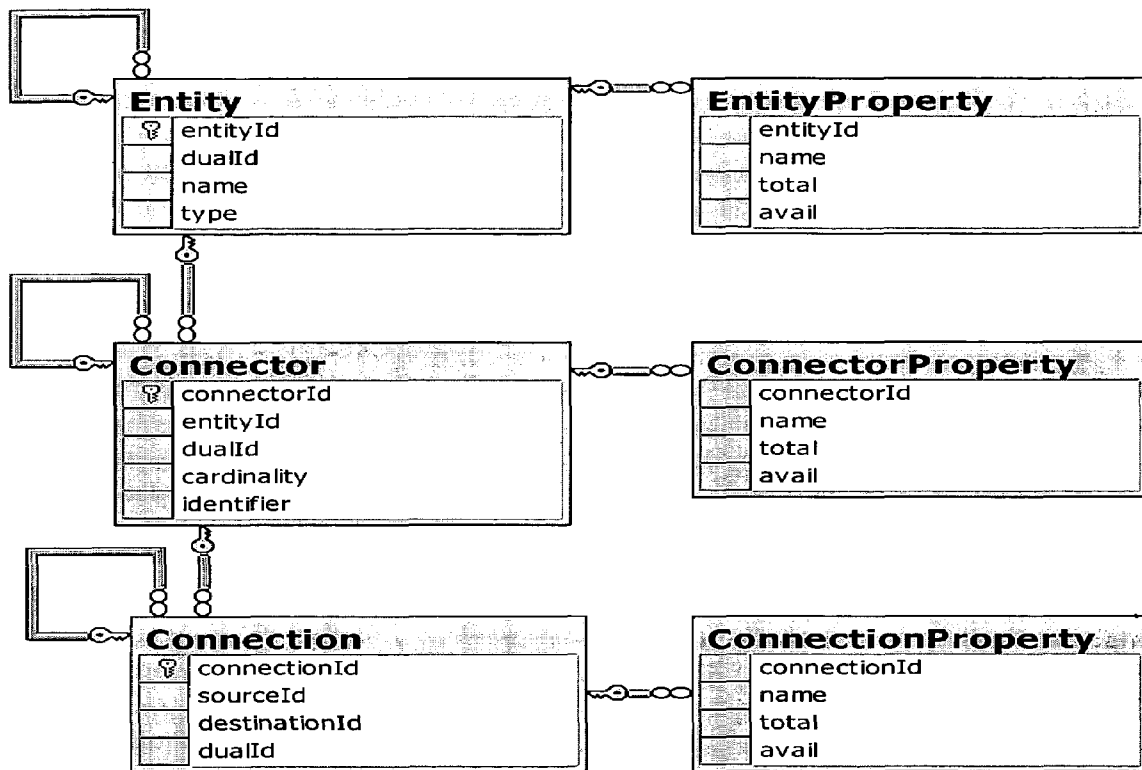 Entity
entityId
dualId
name
type
EntityProperty
entityId
name
total
avail
Connector
connectorId
entityId
dualId
cardinality
identifier
ConnectorProperty
connectorId
name
total
avail
Connection
connectionId
sourceId
destinationId
dualId
ConnectionProperty
connectionId
name
total
avail